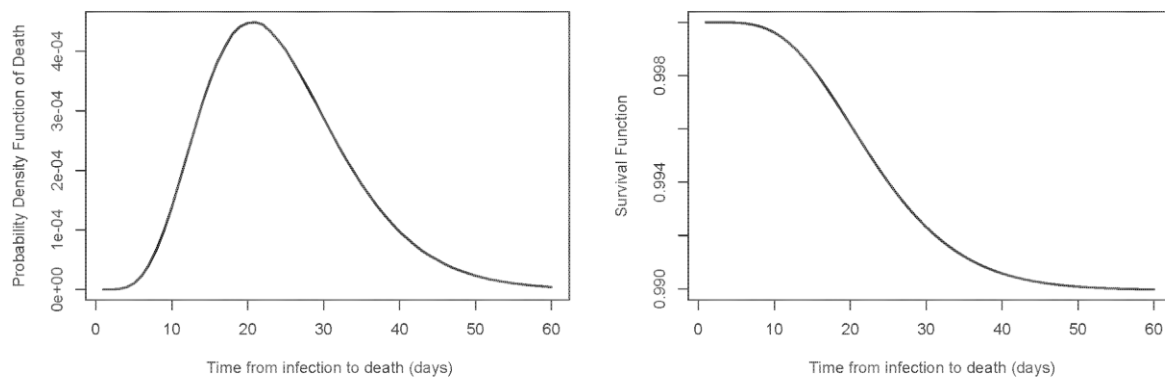 Probability Density Function of Death
4e-04
3e-04
2e-04
1e-04
0e+00
0 10 20 30 40 50 60
Time from infection to death (days)
Survival Function
0.998
0.994
0.990
0 10 20 30 40 50 60
Time from infection to death (days)